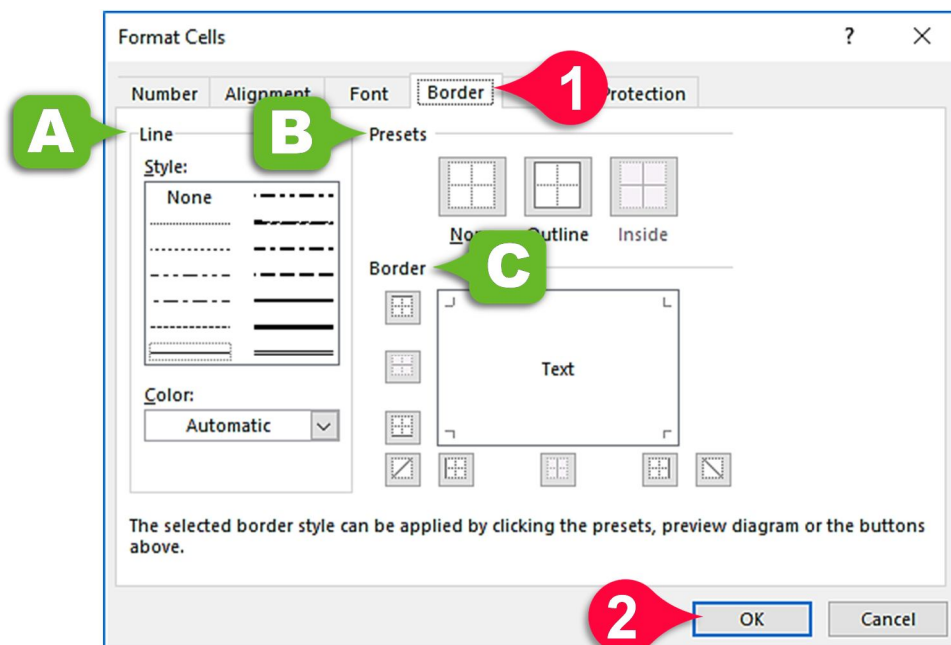 Format Cells ? ×
Number Alignment Font Border 1 Protection
A Line B Presets
Style:
None
None Outline Inside
Border C
Text
Color:
Automatic
The selected border style can be applied by clicking the presets, preview diagram or the buttons
above.
2 OK Cancel